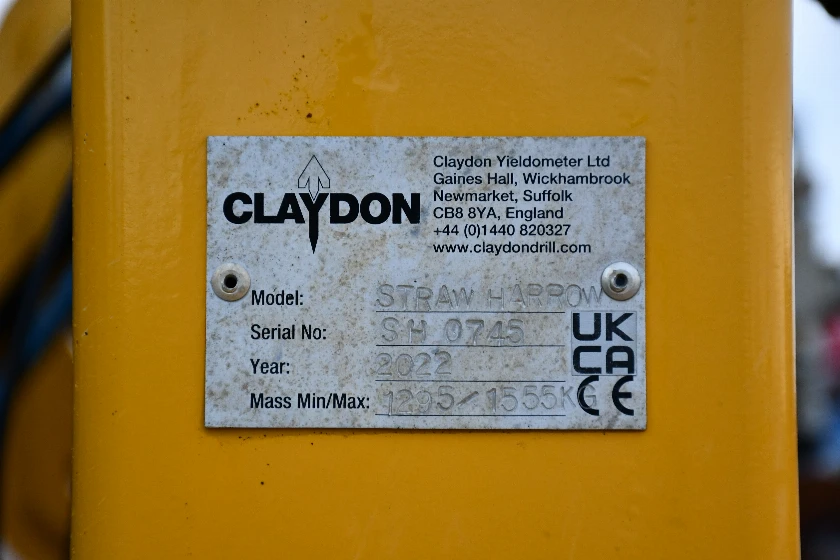 CLAYDON
Claydon Yieldometer Ltd
Gaines Hall, Wickhambrook
Newmarket, Suffolk
CB8 8YA, England
+44 (0)1440 820327
www.claydondrill.com
Model: STRAW HARROW
Serial No: SH 0745
Year: 2022
Mass Min/Max: 1295/1555KG
UK
CA
CE